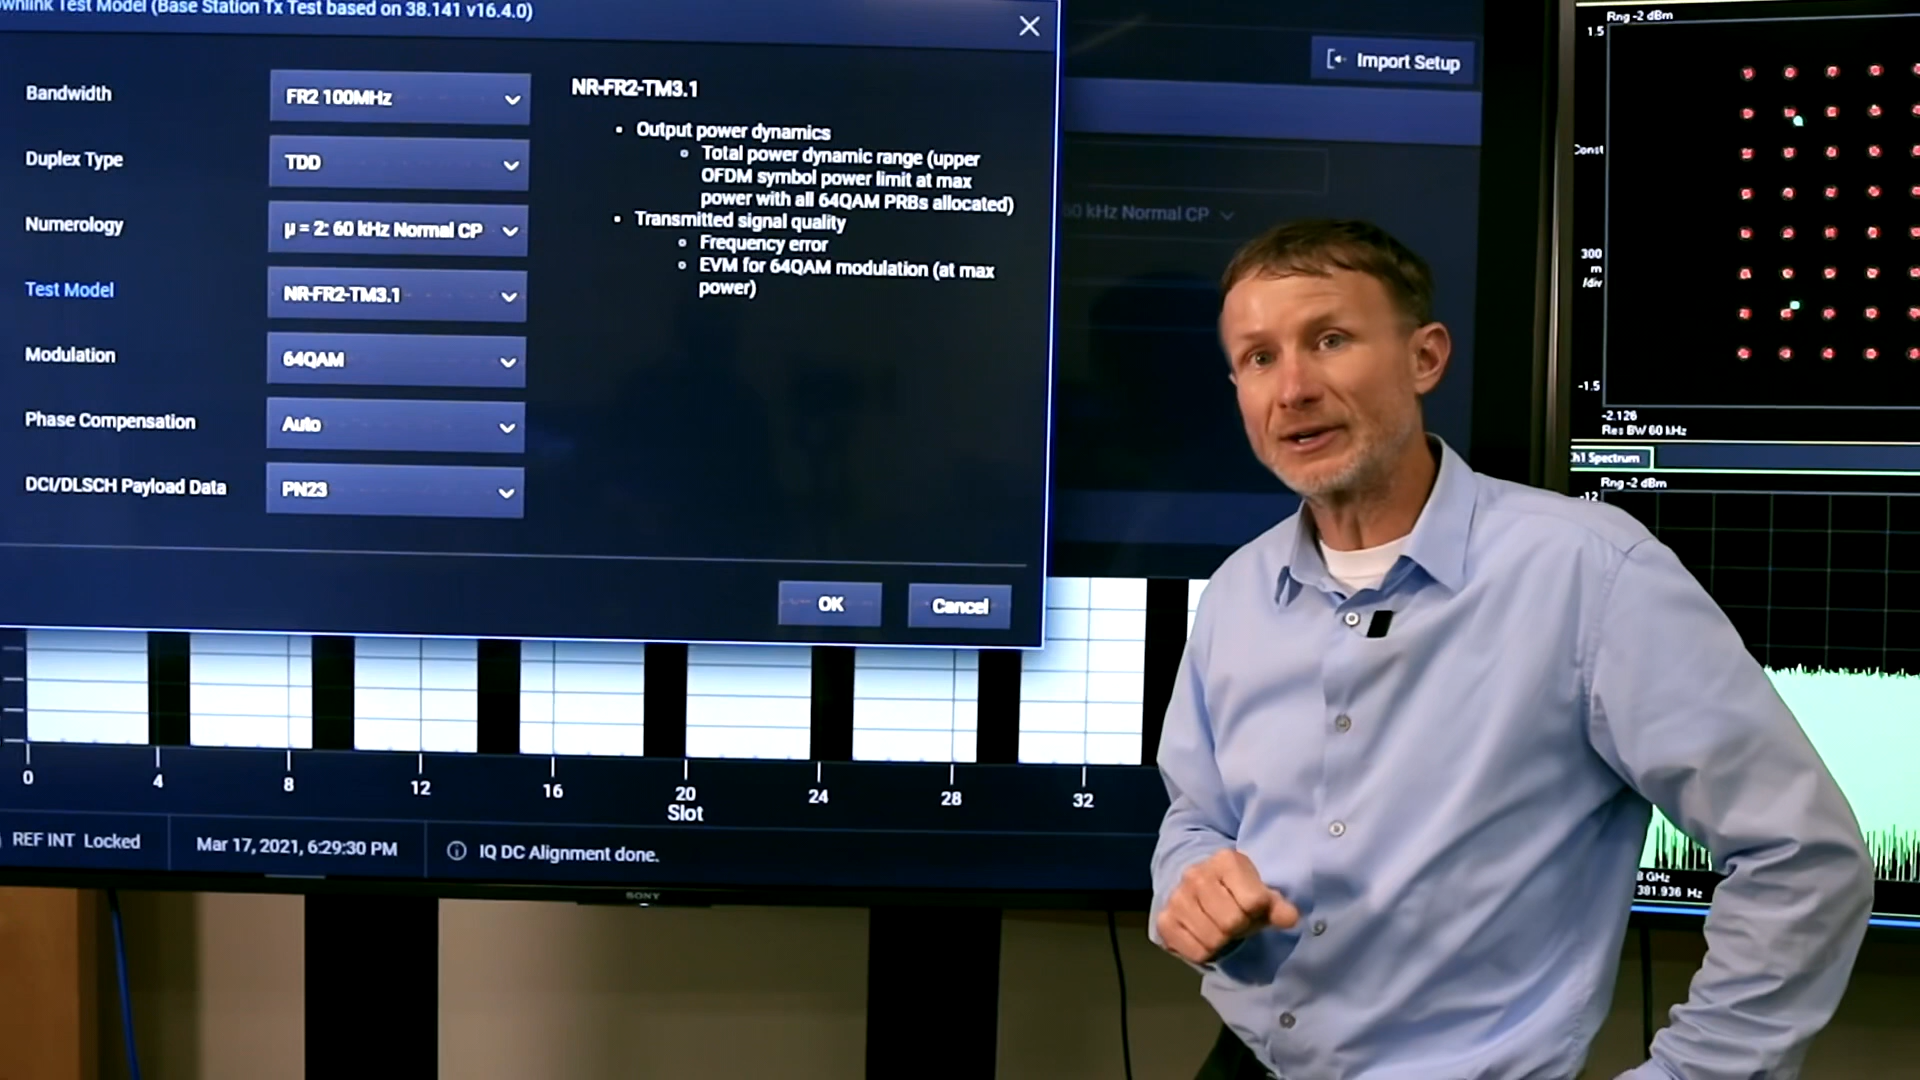 wnlink Test Model (Base Station Tx Test based on 38.141 v16.4.0)
Bandwidth
FR2 100MHz
Duplex Type
TDD
Numerology
μ = 2: 60 kHz Normal CP
Test Model
NR-FR2-TM3.1
Modulation
64QAM
Phase Compensation
Auto
DCI/DLSCH Payload Data
PN23
NR-FR2-TM3.1
• Output power dynamics
Total power dynamic range (upper
OFDM symbol power limit at max
power with all 64QAM PRBs allocated)
• Transmitted signal quality
Frequency error
EVM for 64QAM modulation (at max
power)
OK
Cancel
Import Setup
60 kHz Normal CP
0 4 8 12 16 20 24 28 32
Slot
REF INT Locked
Mar 17, 2021, 6:29:30 PM
IQ DC Alignment done.
SONY
Rng -2 dBm
1.5
Const
300
m
/div
-1.5
-2.126
Res BW 60 kHz
Ch1 Spectrum
Rng -2 dBm
-12
8 GHz
381.936 Hz